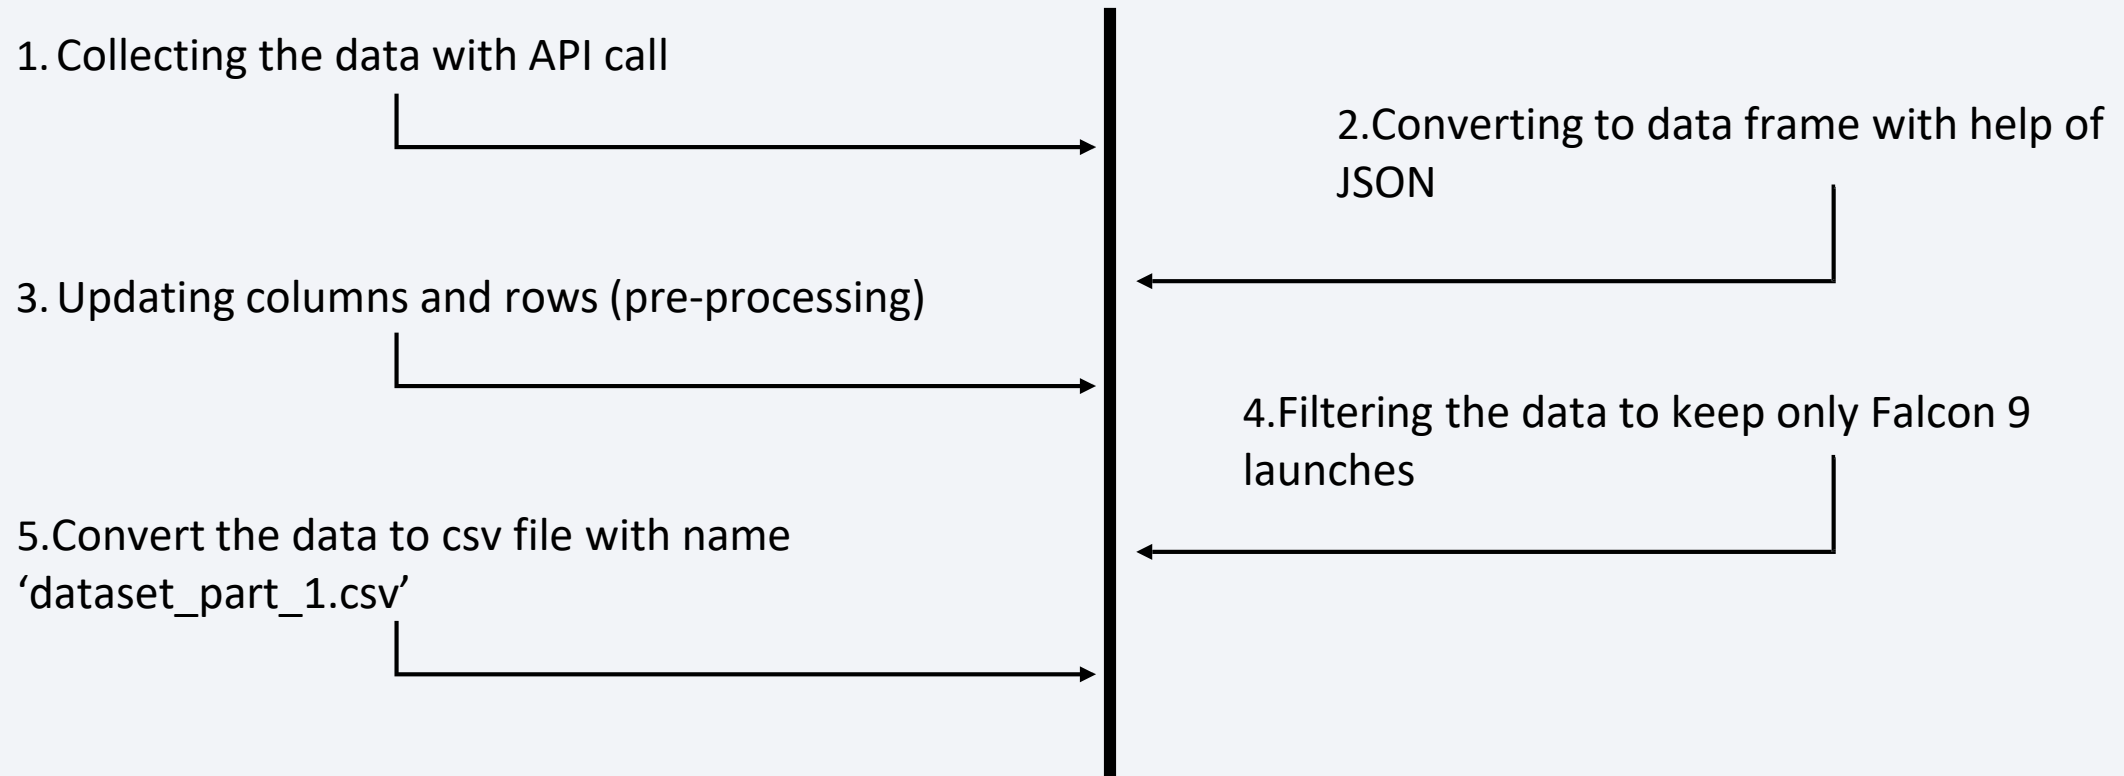 1. Collecting the data with API call
2.Converting to data frame with help of
JSON
3. Updating columns and rows (pre-processing)
4.Filtering the data to keep only Falcon 9
launches
5.Convert the data to csv file with name
‘dataset_part_1.csv’